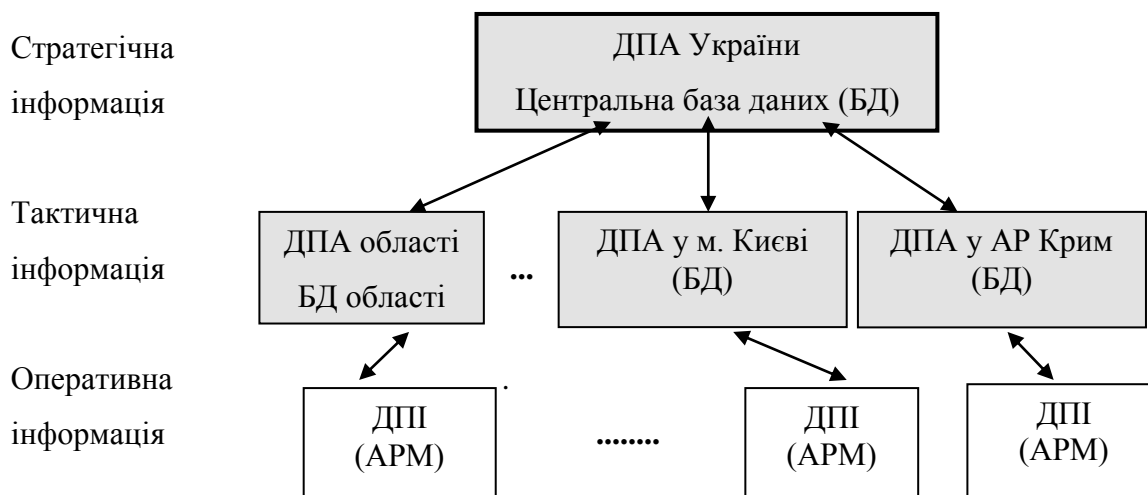 Стратегічна
інформація
ДПА України
Центральна база даних (БД)
Тактична
інформація
ДПА області
БД області
...
ДПА у м. Києві
(БД)
ДПА у АР Крим
(БД)
Оперативна
інформація
.
ДПІ
(АРМ)
........
ДПІ
(АРМ)
ДПІ
(АРМ)